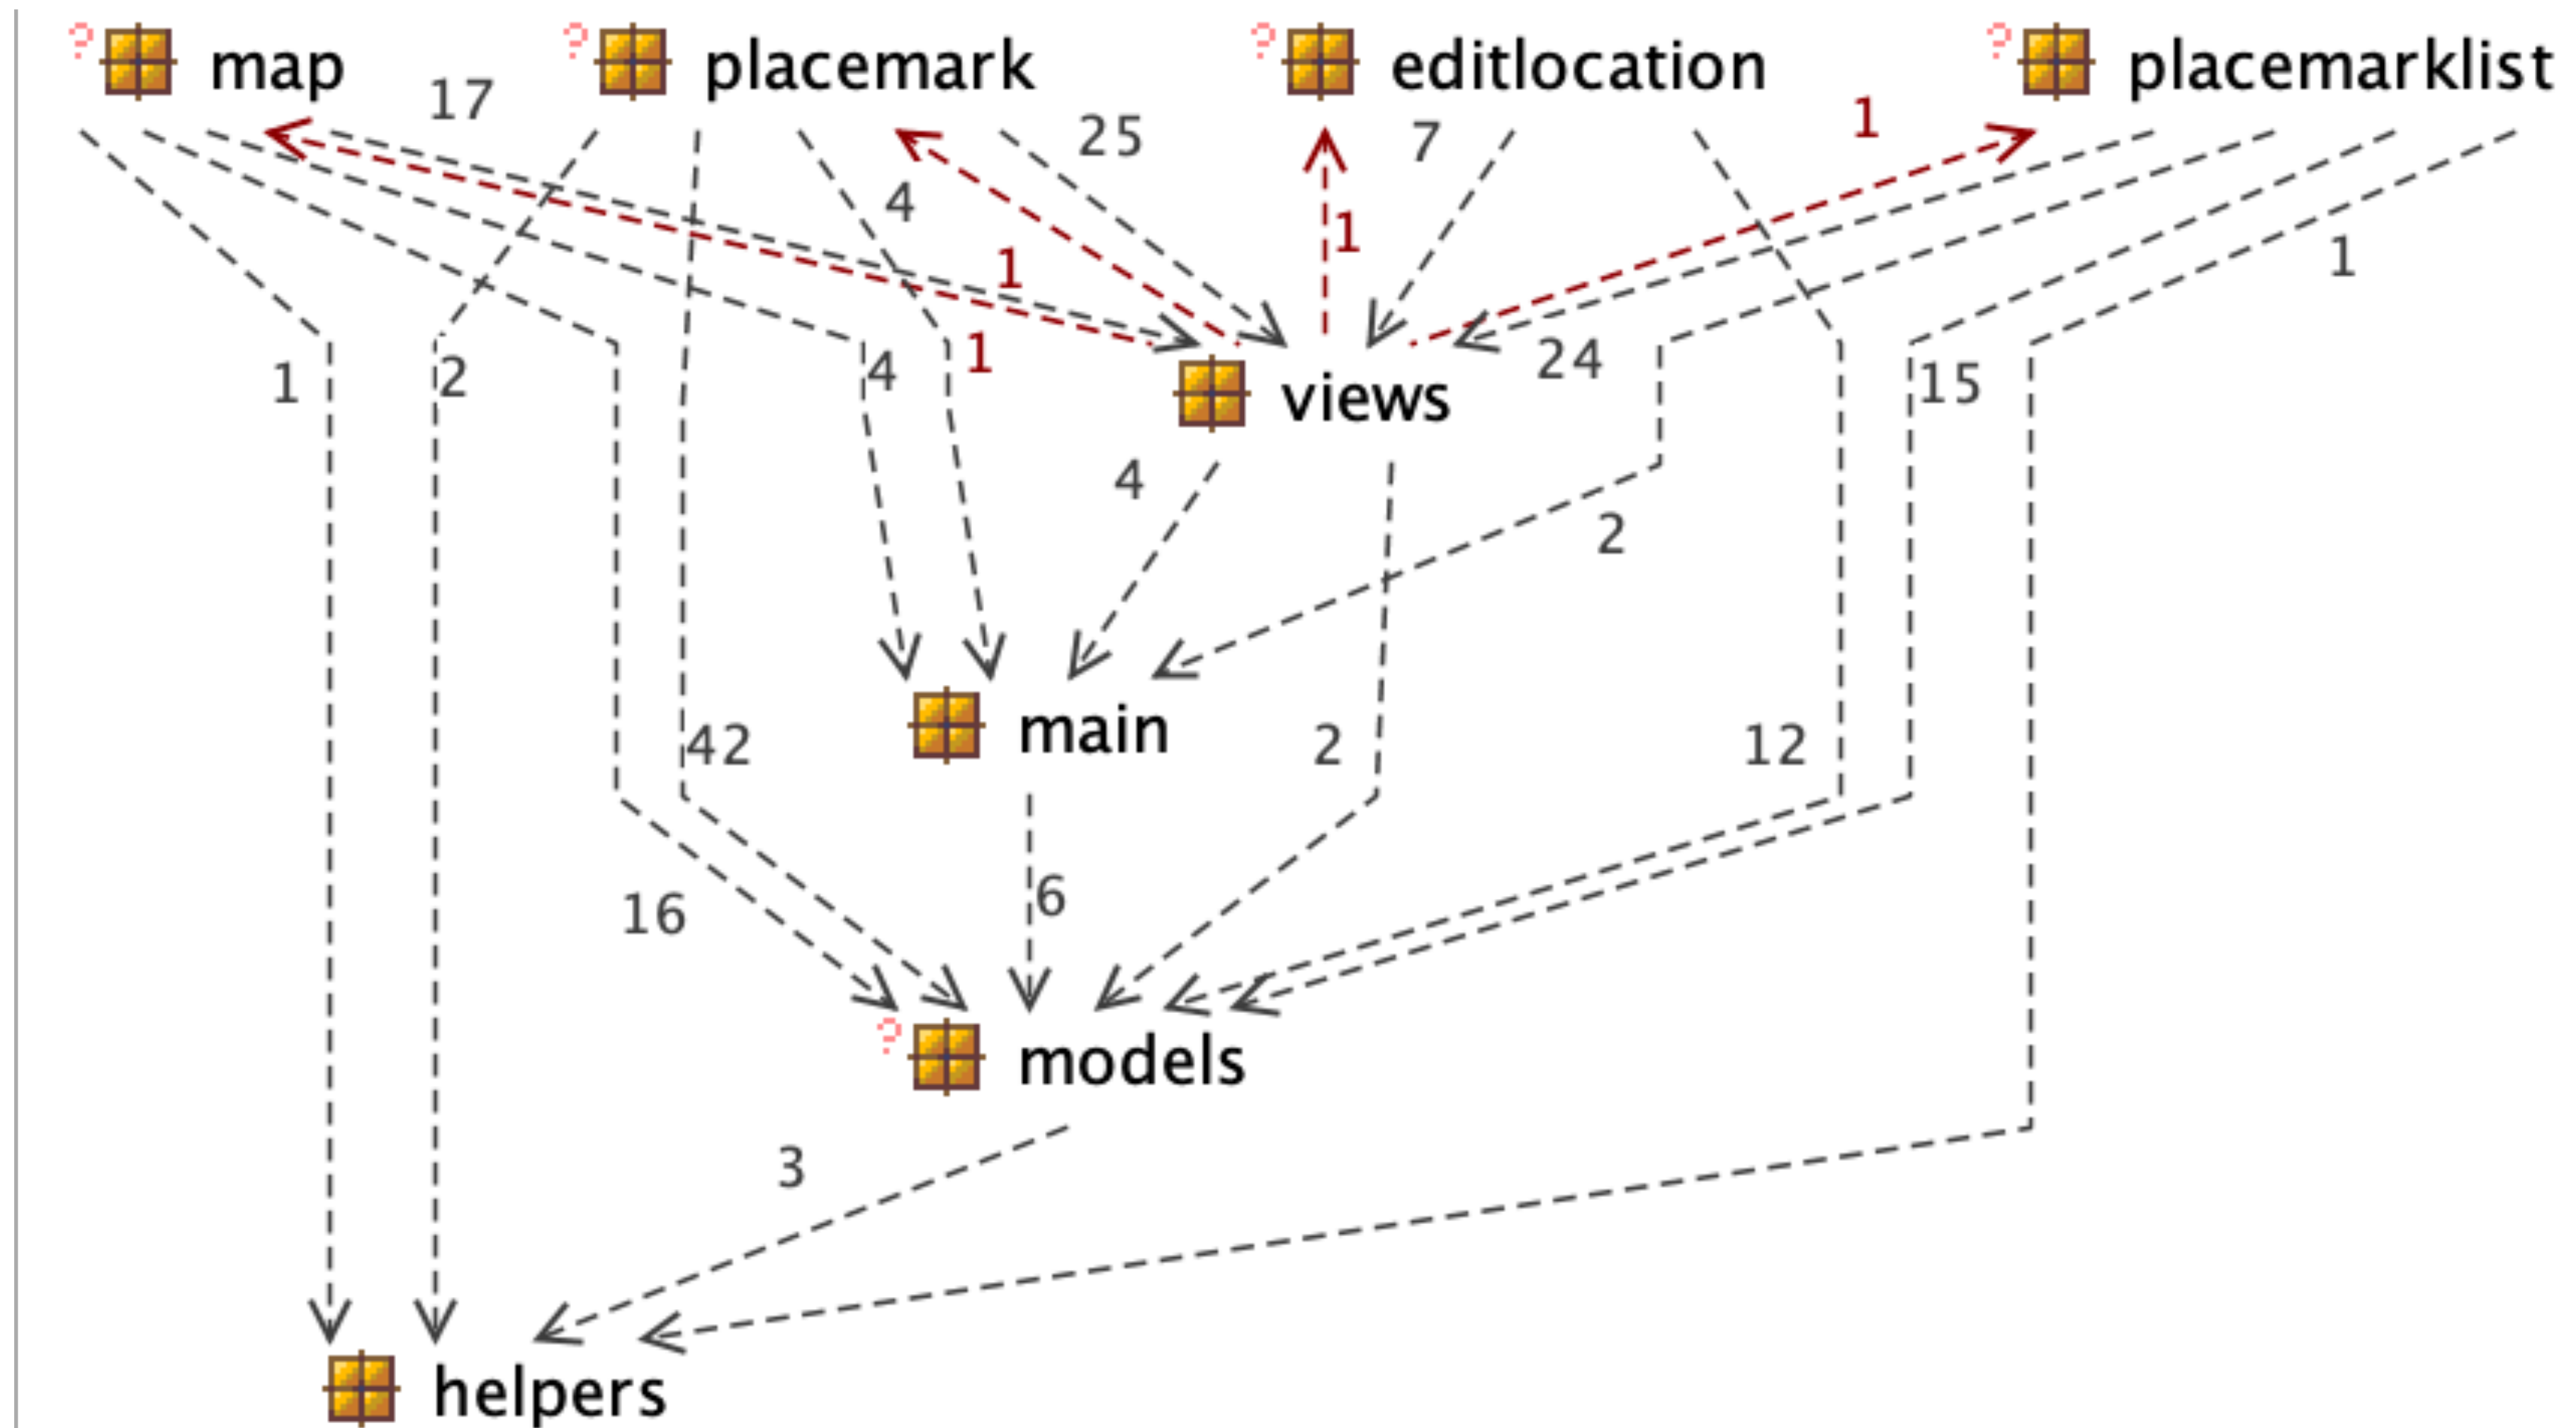 ? map ? placemark ? editlocation ? placemarklist
17 25 7 1
4 1 1 1
1 2 4 1 views 24 15
4 2
42 main 2 12
16 6
? models
3
helpers